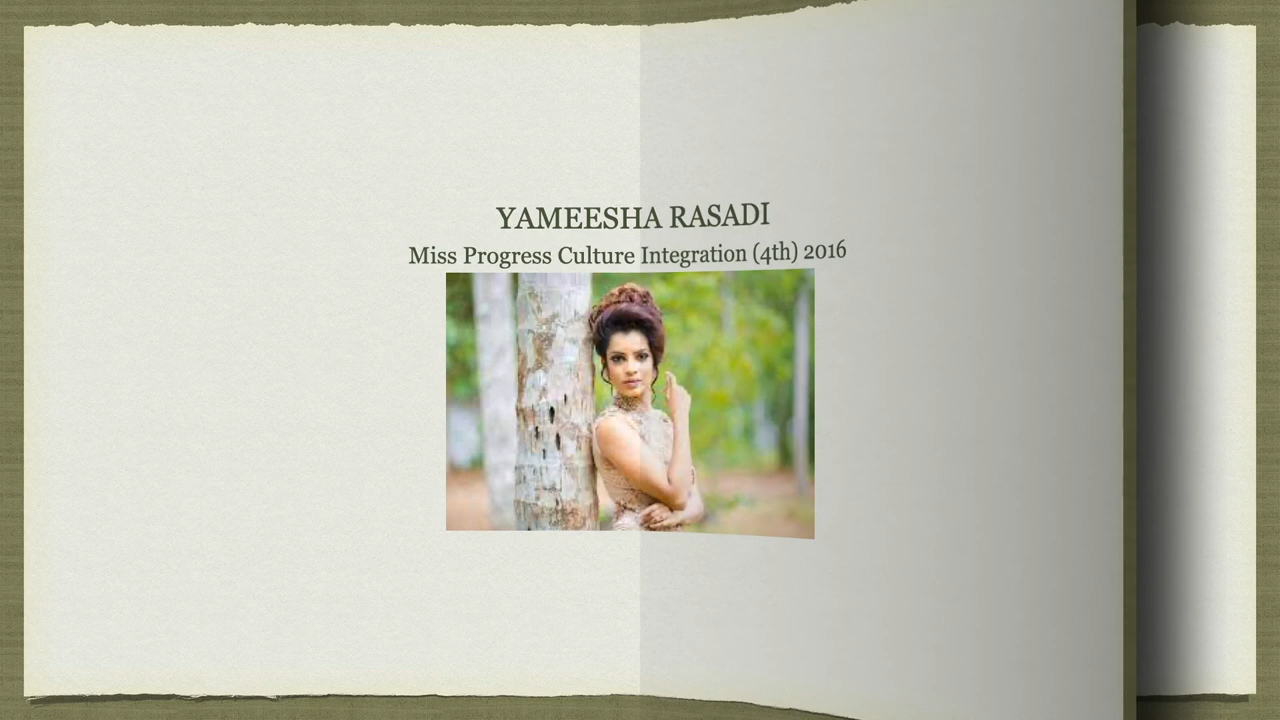 YAMEESHA RASADI
Miss Progress Culture Integration (4th) 2016